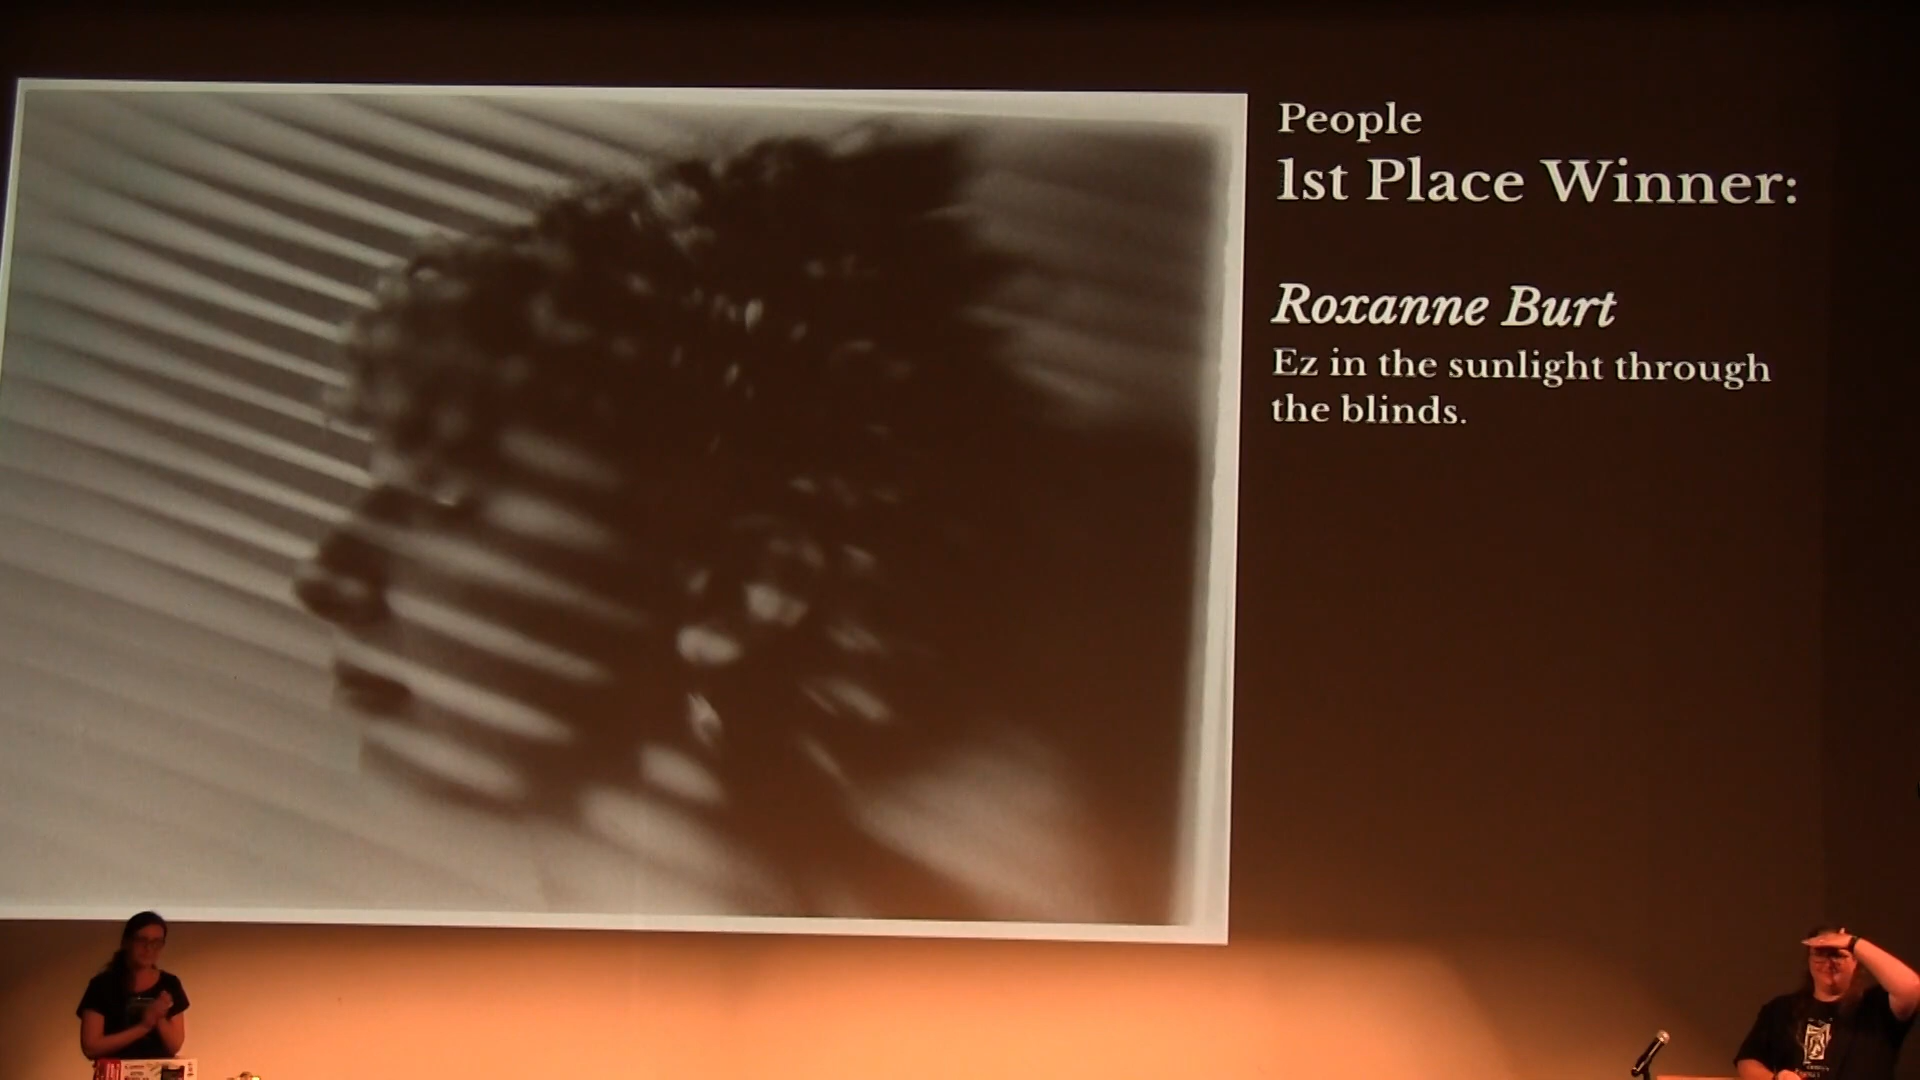 People
1st Place Winner:
Roxanne Burt
Ez in the sunlight through
the blinds.